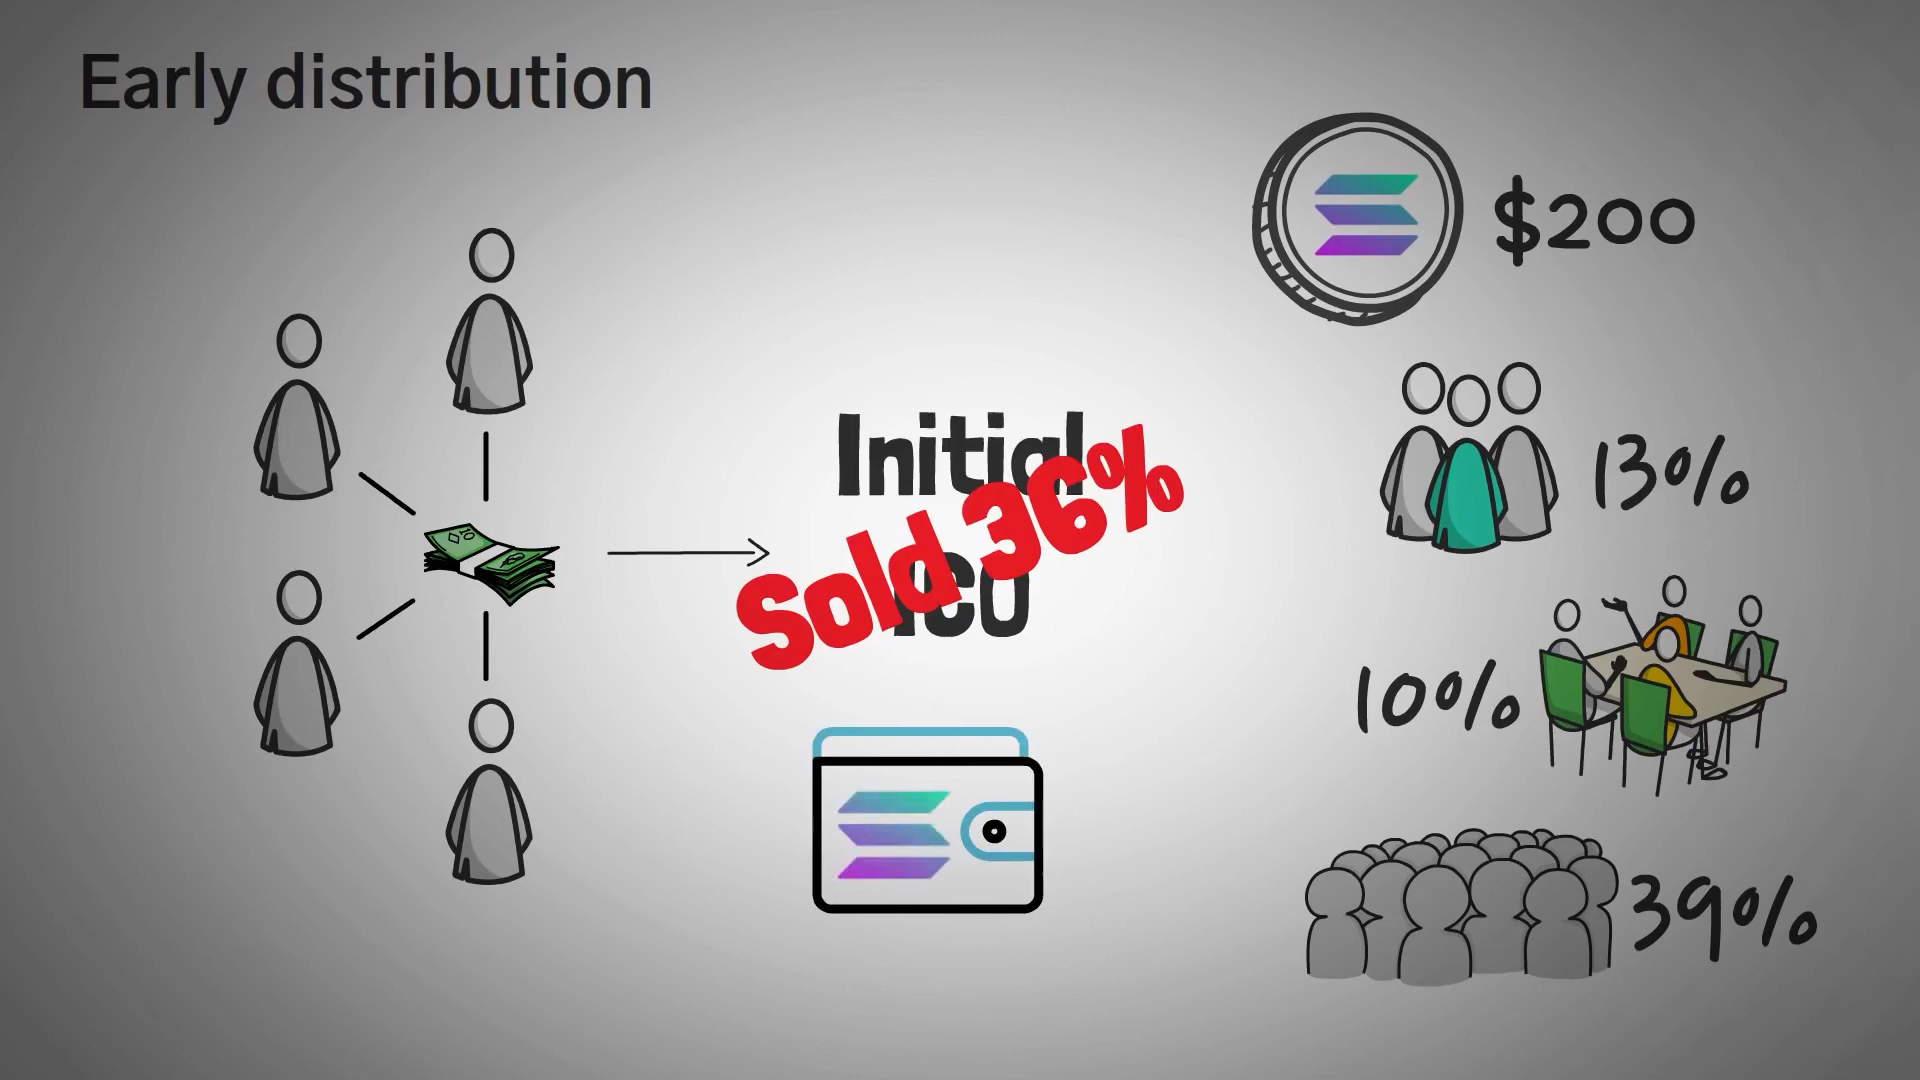 Early distribution
$200
Initial
ICO
Sold 36%
13%
10%
39%